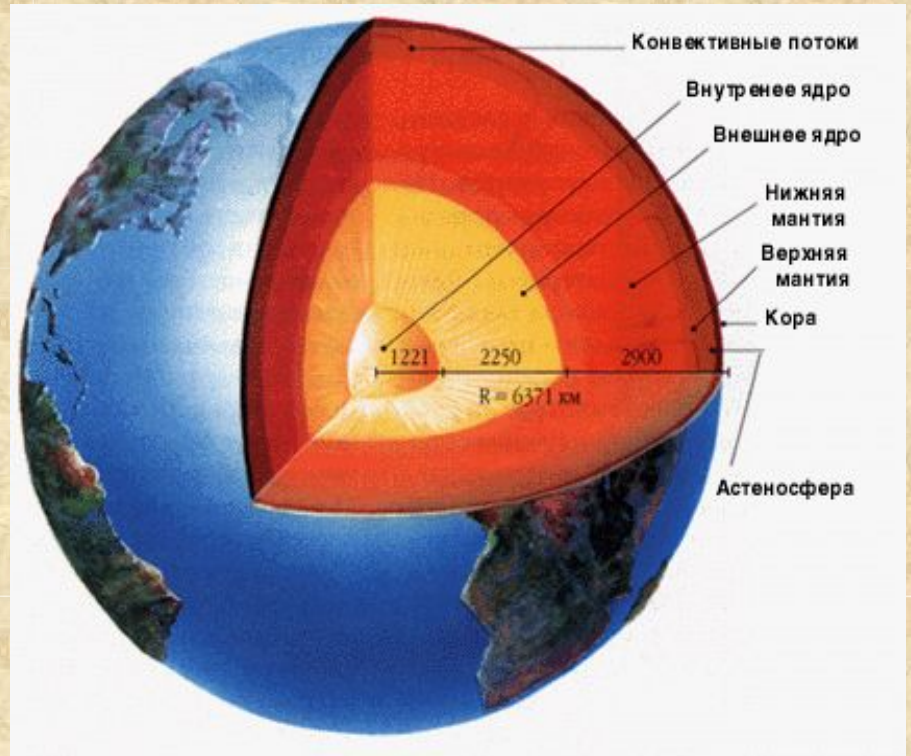 Конвективные потоки
Внутренее ядро
Внешнее ядро
Нижняя
мантия
Верхняя
мантия
Кора
1221 2250 2900
R = 6371 км
Астеносфера